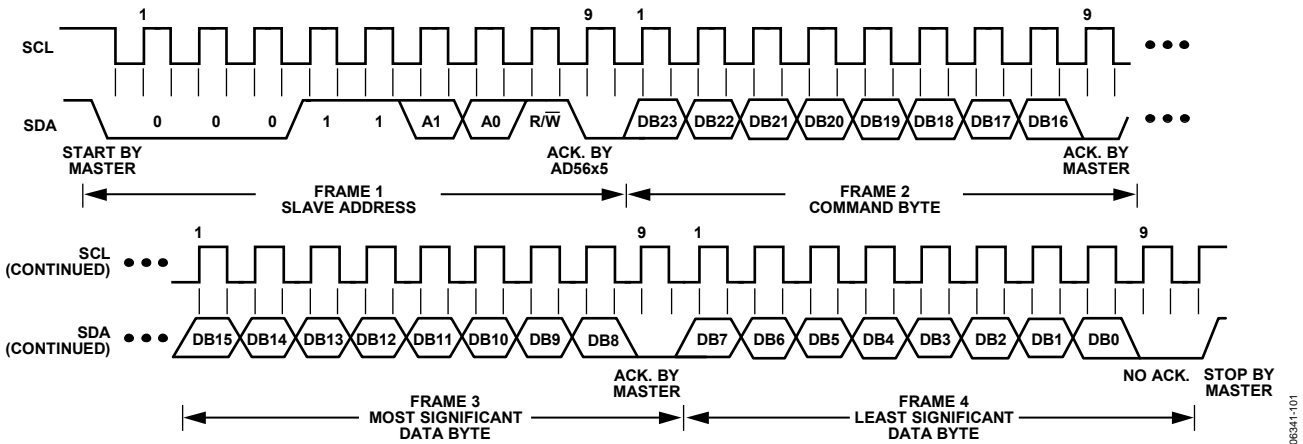 1 9 1 9
SCL
SDA 0 0 0 1 1 A1 A0 R/W̅ DB23 DB22 DB21 DB20 DB19 DB18 DB17 DB16
START BY
MASTER
ACK. BY
AD56x5
ACK. BY
MASTER
FRAME 1
SLAVE ADDRESS
FRAME 2
COMMAND BYTE
1 9 1 9
SCL
(CONTINUED)
SDA
(CONTINUED)
DB15 DB14 DB13 DB12 DB11 DB10 DB9 DB8 DB7 DB6 DB5 DB4 DB3 DB2 DB1 DB0
ACK. BY
MASTER
NO ACK.
STOP BY
MASTER
FRAME 3
MOST SIGNIFICANT
DATA BYTE
FRAME 4
LEAST SIGNIFICANT
DATA BYTE
06341-101